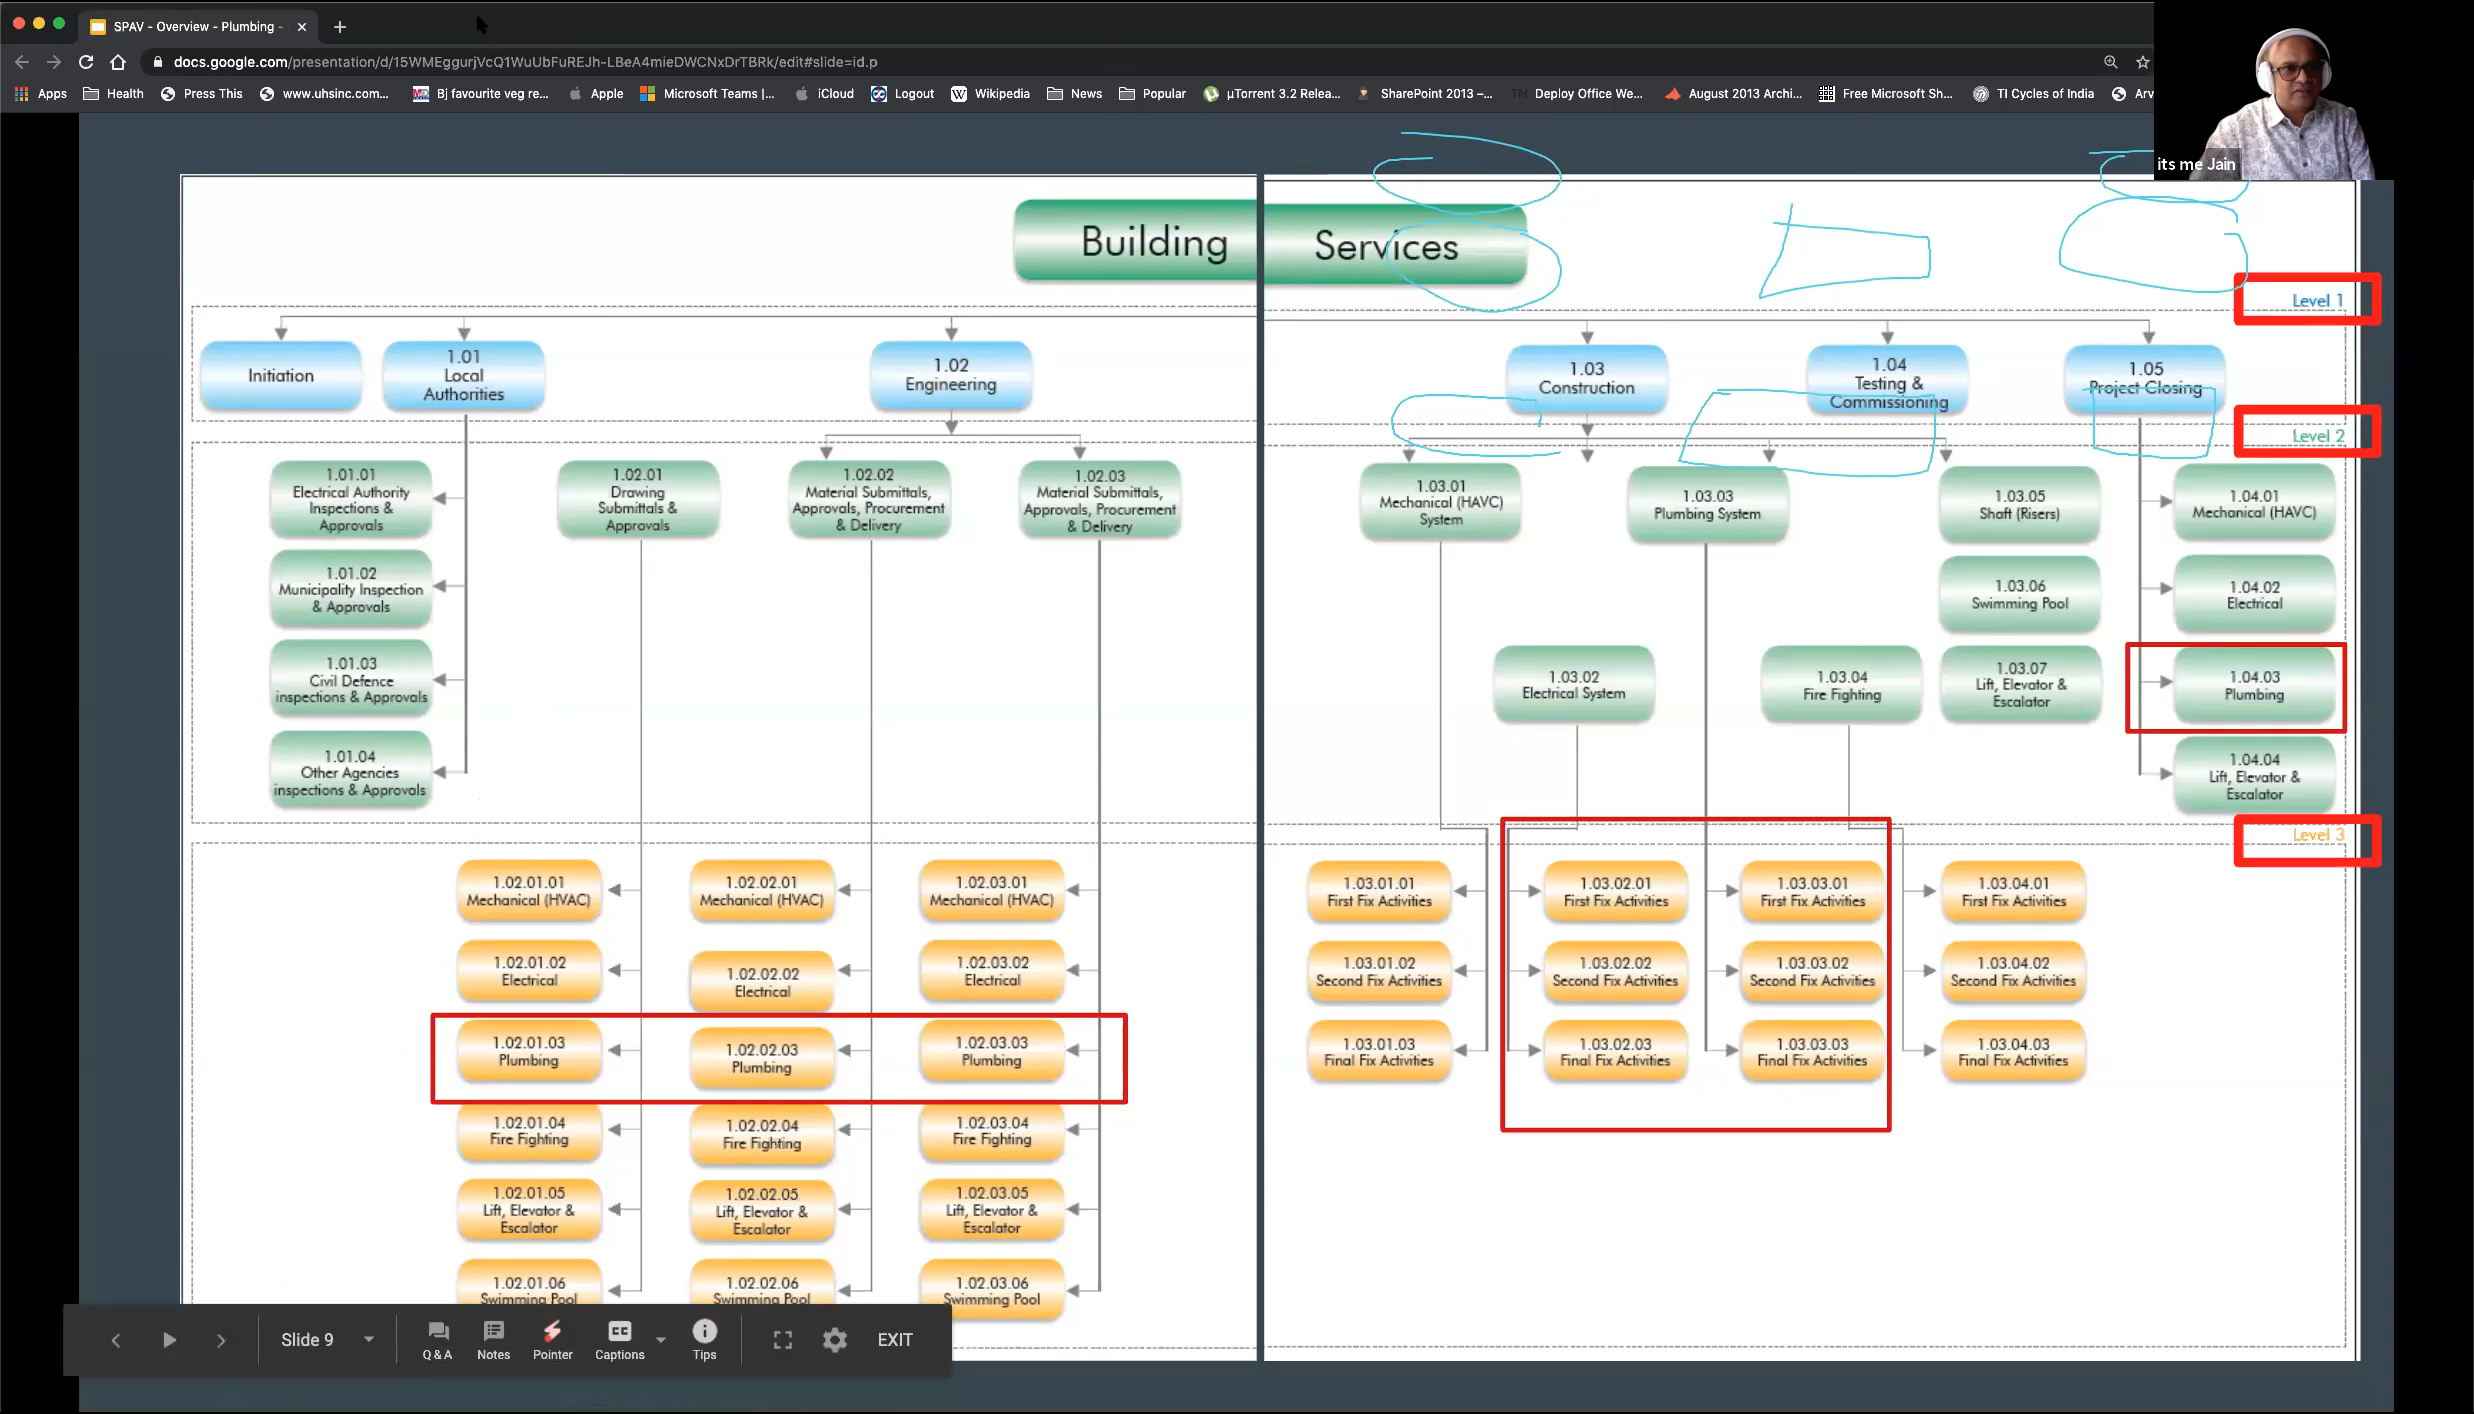 SPAV - Overview - Plumbing -
docs.google.com/presentation/d/15WMEggurjVcQ1WuUbFuREJh-LBeA4mieDWCNxDrTBRk/edit#slide=id.p
Apps
Health
Press This
www.uhsinc.com...
Bj favourite veg re...
Apple
Microsoft Teams |...
iCloud
Logout
Wikipedia
News
Popular
µTorrent 3.2 Relea...
SharePoint 2013 –...
Deploy Office We...
August 2013 Archi...
Free Microsoft Sh...
TI Cycles of India
Arv
its me Jain
Building
Services
Level 1
Initiation
1.01
Local
Authorities
1.02
Engineering
1.03
Construction
1.04
Testing &
Commissioning
1.05
Project Closing
Level 2
1.01.01
Electrical Authority
Inspections &
Approvals
1.01.02
Municipality Inspection
& Approvals
1.01.03
Civil Defence
inspections & Approvals
1.01.04
Other Agencies
inspections & Approvals
1.02.01
Drawing
Submittals &
Approvals
1.02.02
Material Submittals,
Approvals, Procurement
& Delivery
1.02.03
Material Submittals,
Approvals, Procurement
& Delivery
1.03.01
Mechanical (HAVC)
System
1.03.03
Plumbing System
1.03.05
Shaft (Risers)
1.04.01
Mechanical (HAVC)
1.03.06
Swimming Pool
1.04.02
Electrical
1.03.02
Electrical System
1.03.04
Fire Fighting
1.03.07
Lift, Elevator &
Escalator
1.04.03
Plumbing
1.04.04
Lift, Elevator &
Escalator
Level 3
1.02.01.01
Mechanical (HVAC)
1.02.02.01
Mechanical (HVAC)
1.02.03.01
Mechanical (HVAC)
1.03.01.01
First Fix Activities
1.03.02.01
First Fix Activities
1.03.03.01
First Fix Activities
1.03.04.01
First Fix Activities
1.02.01.02
Electrical
1.02.02.02
Electrical
1.02.03.02
Electrical
1.03.01.02
Second Fix Activities
1.03.02.02
Second Fix Activities
1.03.03.02
Second Fix Activities
1.03.04.02
Second Fix Activities
1.02.01.03
Plumbing
1.02.02.03
Plumbing
1.02.03.03
Plumbing
1.03.01.03
Final Fix Activities
1.03.02.03
Final Fix Activities
1.03.03.03
Final Fix Activities
1.03.04.03
Final Fix Activities
1.02.01.04
Fire Fighting
1.02.02.04
Fire Fighting
1.02.03.04
Fire Fighting
1.02.01.05
Lift, Elevator &
Escalator
1.02.02.05
Lift, Elevator &
Escalator
1.02.03.05
Lift, Elevator &
Escalator
1.02.01.06
Swimming Pool
1.02.02.06
Swimming Pool
1.02.03.06
Swimming Pool
Slide 9
Q & A
Notes
Pointer
CC
Captions
Tips
EXIT